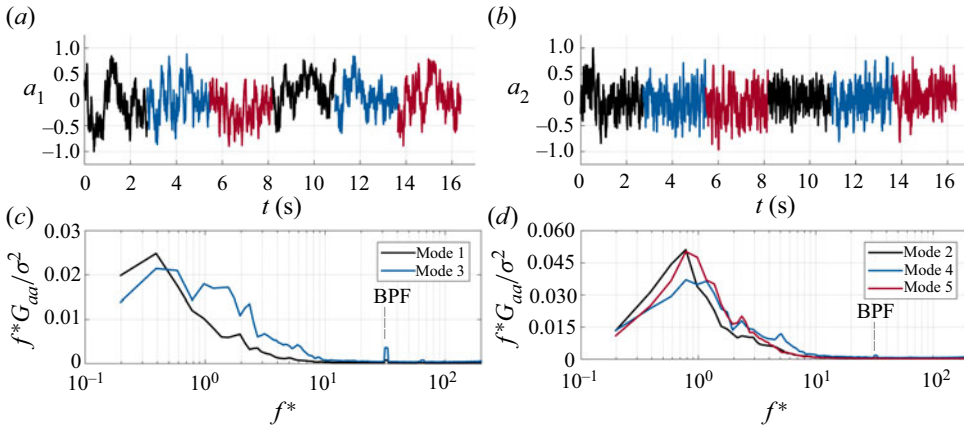 (a)
1.0
0.5
a1
0
–0.5
–1.0
0 2 4 6 8 10 12 14 16
t (s)
(b)
1.0
0.5
a2
0
–0.5
–1.0
0 2 4 6 8 10 12 14 16
t (s)
(c)
0.03
0.02
0.01
0
f*Gaa/σ2
Mode 1
Mode 3
BPF
10–1 100 101 102
f*
(d)
0.060
0.045
0.030
0.015
0
f*Gaa/σ2
Mode 2
Mode 4
Mode 5
BPF
10–1 100 101 102
f*